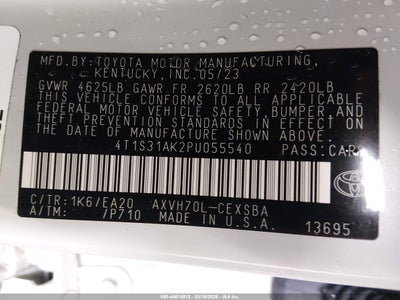 MFD.BY:TOYOTA MOTOR MANUFACTURING,
KENTUCKY,INC.05/23
GVWR 4625LB GAWR FR 2620LB RR 2420LB
THIS VEHICLE CONFORMS TO ALL APPLICABLE
FEDERAL MOTOR VEHICLE SAFETY, BUMPER, AND
THEFT PREVENTION STANDARDS IN EFFECT ON
THE DATE OF MANUFACTURE SHOWN ABOVE.
4T1S31AK2PU055540 PASS.CAR
C/TR:1K6/EA20 AXVH70L-CEXSBA
A/TM: /P710 MADE IN U.S.A.
TOYOTA
13695